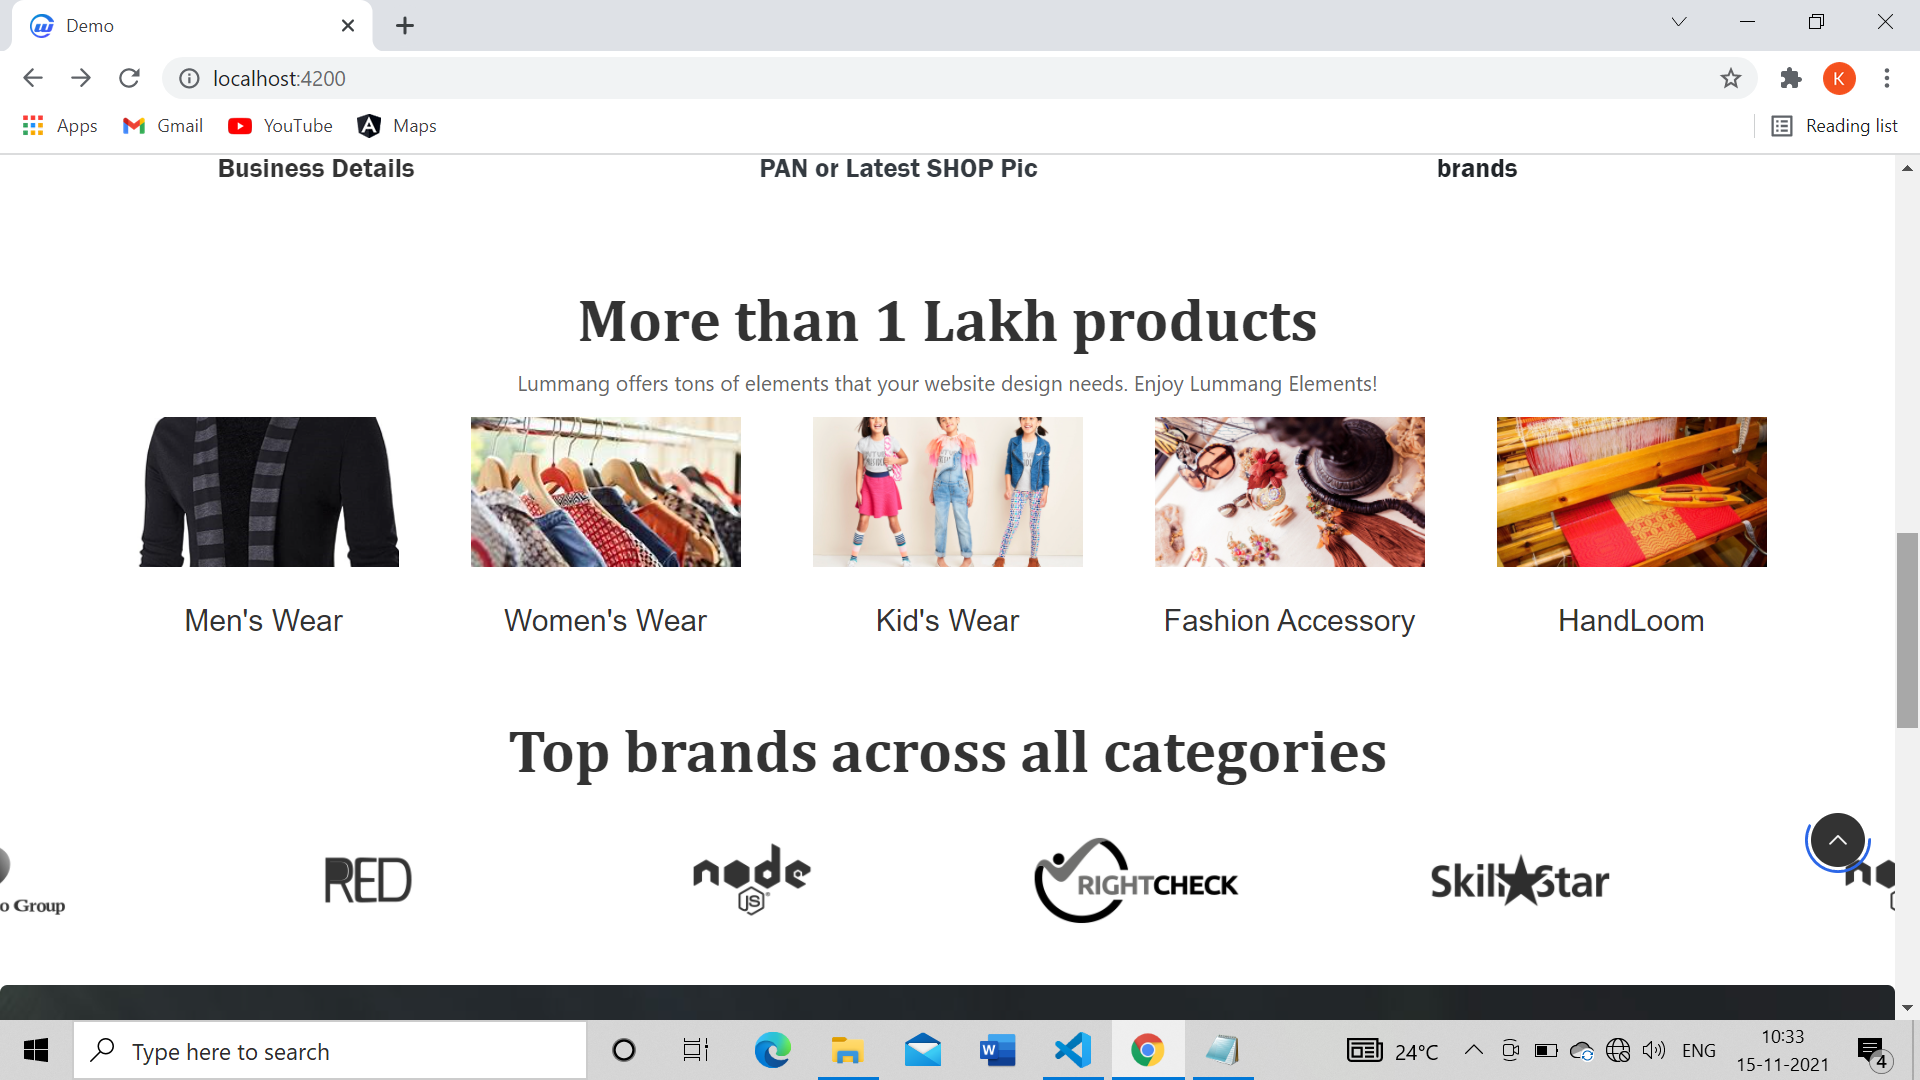 Demo
localhost:4200
K
Apps Gmail YouTube Maps Reading list
Business Details PAN or Latest SHOP Pic brands
More than 1 Lakh products
Lummang offers tons of elements that your website design needs. Enjoy Lummang Elements!
Men's Wear Women's Wear Kid's Wear Fashion Accessory HandLoom
Top brands across all categories
o Group RED node JS RIGHTCHECK SkillStar no
Type here to search 24°C ENG 10:33
15-11-2021
4